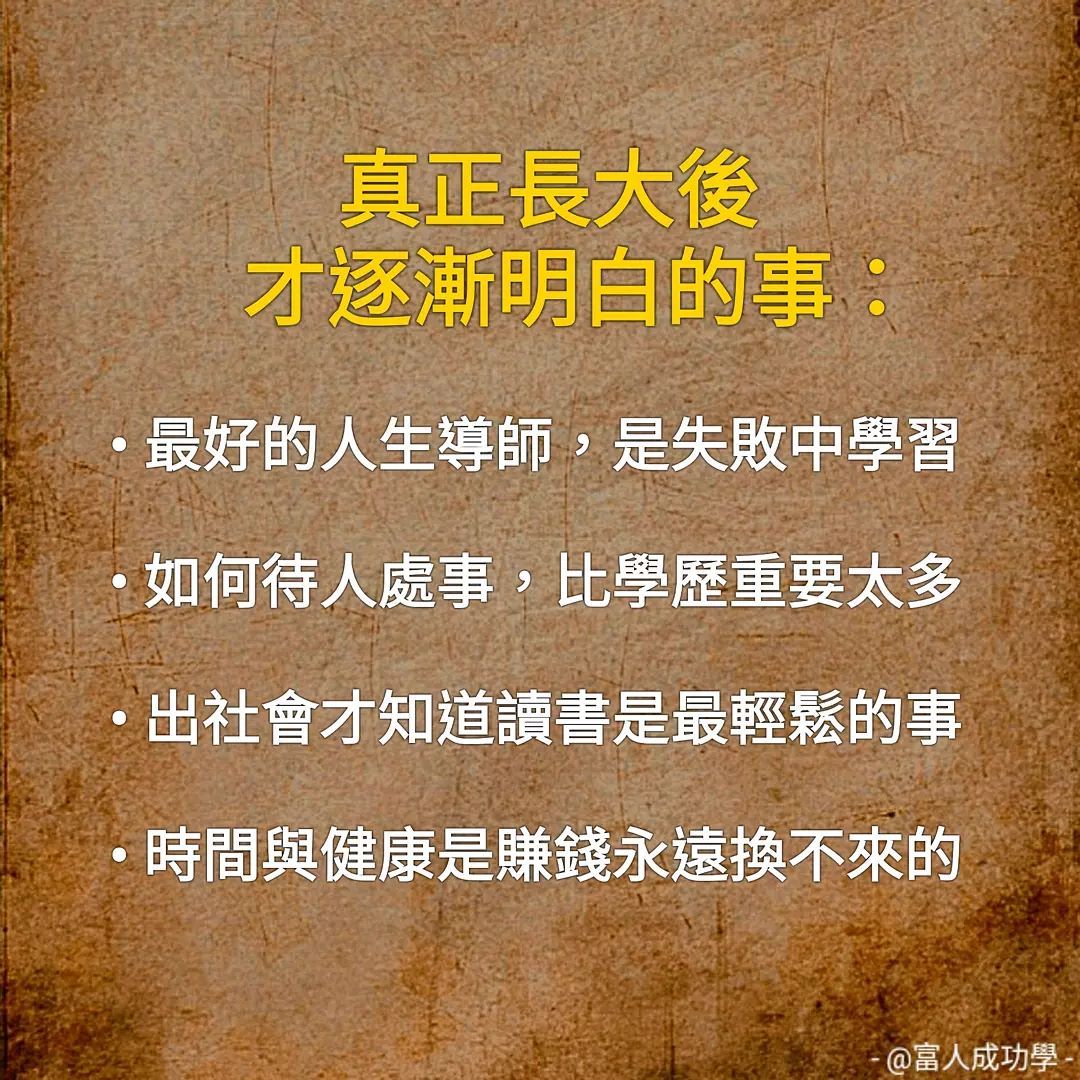 真正長大後
才逐漸明白的事：
• 最好的人生導師，是失敗中學習
• 如何待人處事，比學歷重要太多
• 出社會才知道讀書是最輕鬆的事
• 時間與健康是賺錢永遠換不來的
- @富人成功學 -